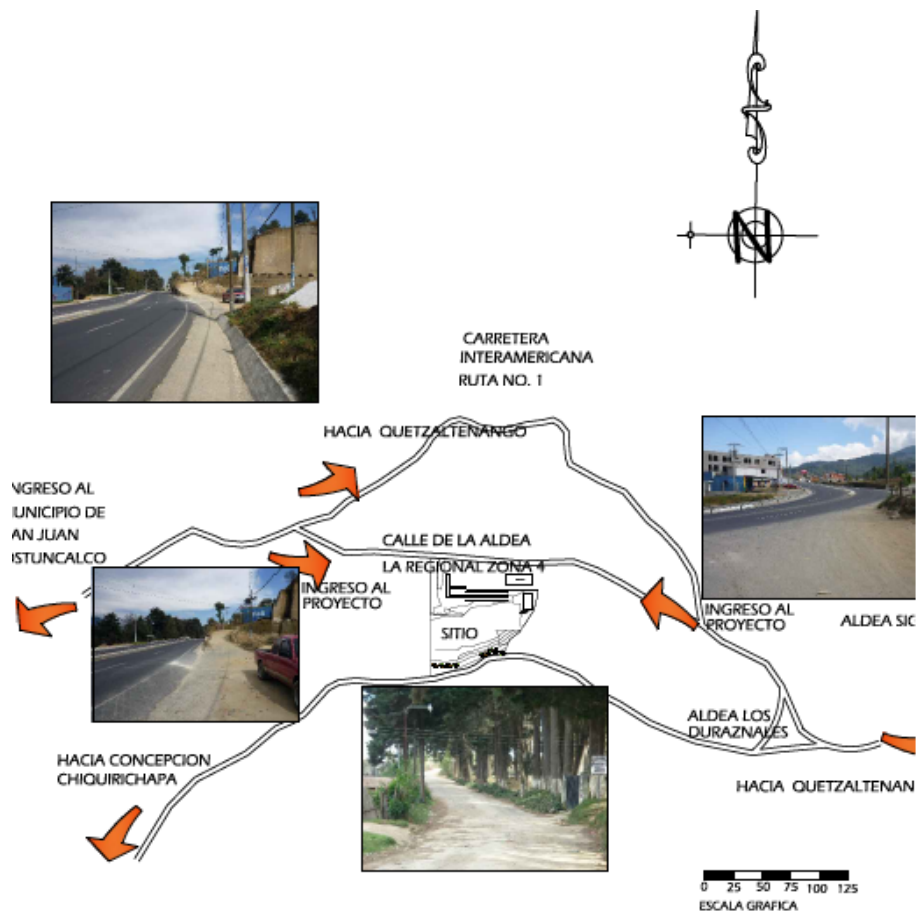 N
CARRETERA
INTERAMERICANA
RUTA NO. 1
HACIA QUETZALTENANGO
NGRESO AL
UNICIPIO DE
AN JUAN
OSTUNCALCO
CALLE DE LA ALDEA
LA REGIONAL ZONA 4
INGRESO AL
PROYECTO
SITIO
INGRESO AL
PROYECTO
ALDEA SIC
ALDEA LOS
DURAZNALES
HACIA CONCEPCION
CHIQUIRICHAPA
HACIA QUETZALTENAN
0 25 50 75 100 125
ESCALA GRAFICA